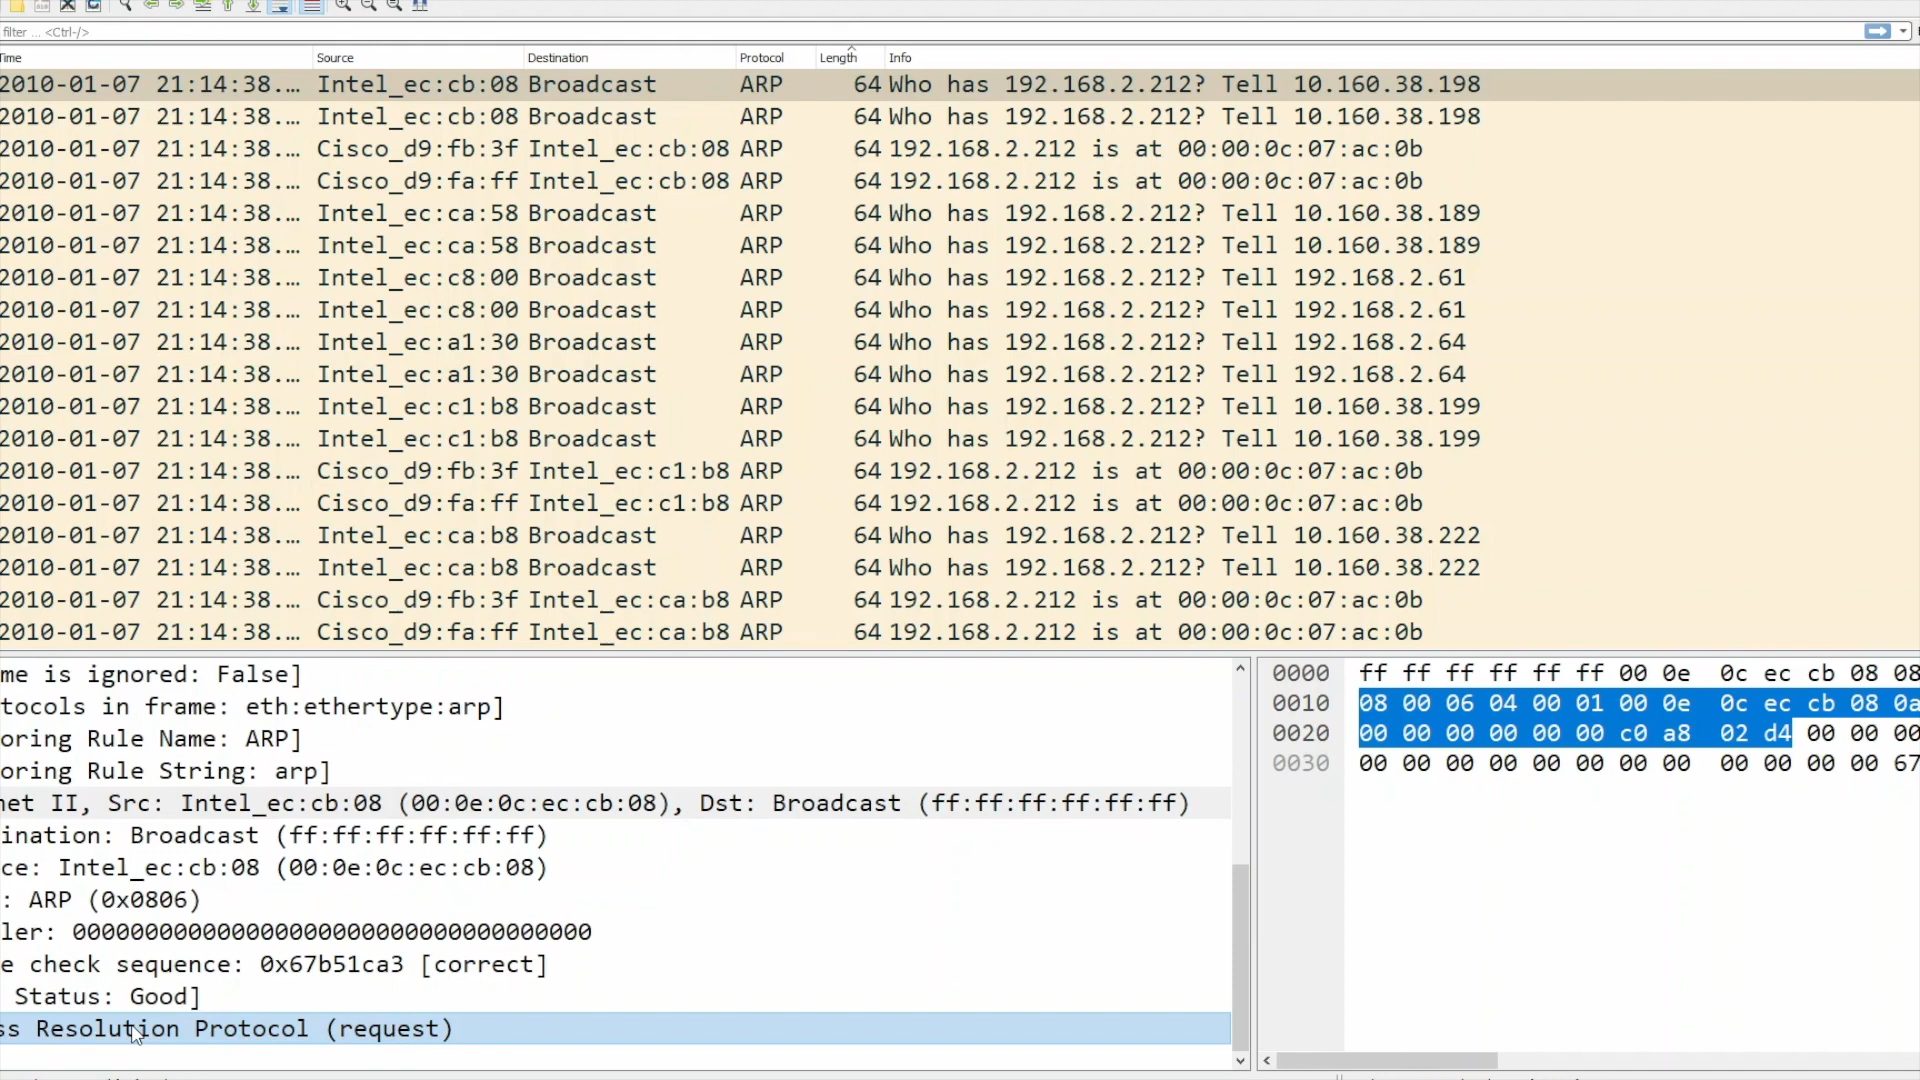 filter ... <Ctrl-/>
Time Source Destination Protocol Length Info
2010-01-07 21:14:38.… Intel_ec:cb:08 Broadcast ARP 64 Who has 192.168.2.212? Tell 10.160.38.198
2010-01-07 21:14:38.… Intel_ec:cb:08 Broadcast ARP 64 Who has 192.168.2.212? Tell 10.160.38.198
2010-01-07 21:14:38.… Cisco_d9:fb:3f Intel_ec:cb:08 ARP 64 192.168.2.212 is at 00:00:0c:07:ac:0b
2010-01-07 21:14:38.… Cisco_d9:fa:ff Intel_ec:cb:08 ARP 64 192.168.2.212 is at 00:00:0c:07:ac:0b
2010-01-07 21:14:38.… Intel_ec:ca:58 Broadcast ARP 64 Who has 192.168.2.212? Tell 10.160.38.189
2010-01-07 21:14:38.… Intel_ec:ca:58 Broadcast ARP 64 Who has 192.168.2.212? Tell 10.160.38.189
2010-01-07 21:14:38.… Intel_ec:c8:00 Broadcast ARP 64 Who has 192.168.2.212? Tell 192.168.2.61
2010-01-07 21:14:38.… Intel_ec:c8:00 Broadcast ARP 64 Who has 192.168.2.212? Tell 192.168.2.61
2010-01-07 21:14:38.… Intel_ec:a1:30 Broadcast ARP 64 Who has 192.168.2.212? Tell 192.168.2.64
2010-01-07 21:14:38.… Intel_ec:a1:30 Broadcast ARP 64 Who has 192.168.2.212? Tell 192.168.2.64
2010-01-07 21:14:38.… Intel_ec:c1:b8 Broadcast ARP 64 Who has 192.168.2.212? Tell 10.160.38.199
2010-01-07 21:14:38.… Intel_ec:c1:b8 Broadcast ARP 64 Who has 192.168.2.212? Tell 10.160.38.199
2010-01-07 21:14:38.… Cisco_d9:fb:3f Intel_ec:c1:b8 ARP 64 192.168.2.212 is at 00:00:0c:07:ac:0b
2010-01-07 21:14:38.… Cisco_d9:fa:ff Intel_ec:c1:b8 ARP 64 192.168.2.212 is at 00:00:0c:07:ac:0b
2010-01-07 21:14:38.… Intel_ec:ca:b8 Broadcast ARP 64 Who has 192.168.2.212? Tell 10.160.38.222
2010-01-07 21:14:38.… Intel_ec:ca:b8 Broadcast ARP 64 Who has 192.168.2.212? Tell 10.160.38.222
2010-01-07 21:14:38.… Cisco_d9:fb:3f Intel_ec:ca:b8 ARP 64 192.168.2.212 is at 00:00:0c:07:ac:0b
2010-01-07 21:14:38.… Cisco_d9:fa:ff Intel_ec:ca:b8 ARP 64 192.168.2.212 is at 00:00:0c:07:ac:0b
me is ignored: False]
tocols in frame: eth:ethertype:arp]
oring Rule Name: ARP]
oring Rule String: arp]
net II, Src: Intel_ec:cb:08 (00:0e:0c:ec:cb:08), Dst: Broadcast (ff:ff:ff:ff:ff:ff)
ination: Broadcast (ff:ff:ff:ff:ff:ff)
ce: Intel_ec:cb:08 (00:0e:0c:ec:cb:08)
: ARP (0x0806)
ler: 000000000000000000000000000000000000
e check sequence: 0x67b51ca3 [correct]
Status: Good]
ss Resolution Protocol (request)
0000 ff ff ff ff ff ff 00 0e 0c ec cb 08 08
0010 08 00 06 04 00 01 00 0e 0c ec cb 08 0a
0020 00 00 00 00 00 00 c0 a8 02 d4 00 00 00
0030 00 00 00 00 00 00 00 00 00 00 00 00 67